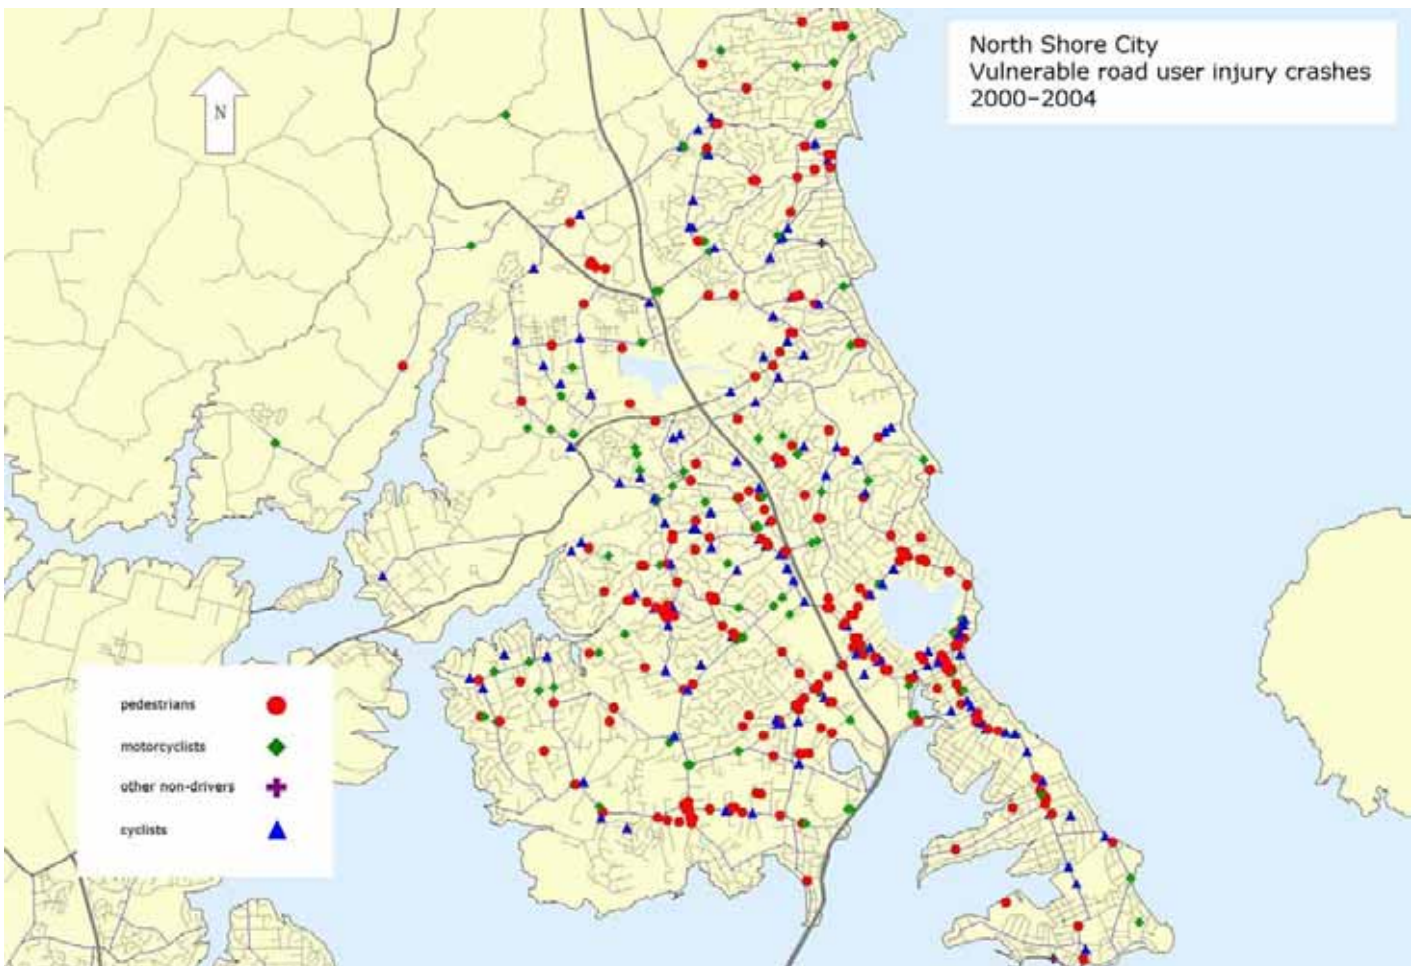 North Shore City
Vulnerable road user injury crashes
2000–2004
N
pedestrians
motorcyclists
other non-drivers
cyclists